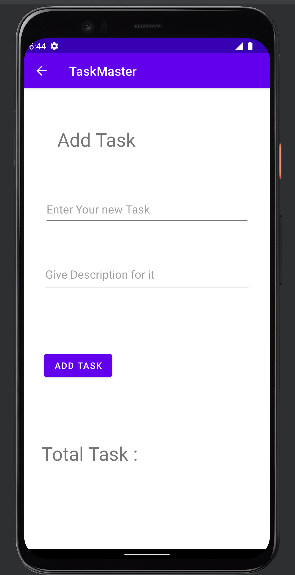 6:44
TaskMaster
Add Task
Enter Your new Task
Give Description for it
ADD TASK
Total Task :